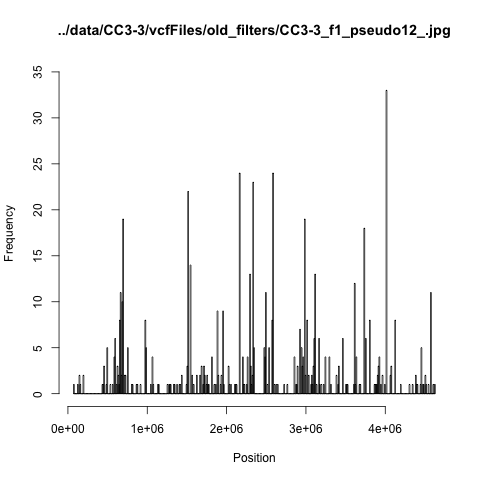 ../data/CC3-3/vcfFiles/old_filters/CC3-3_f1_pseudo12_.jpg
Frequency
35
30
25
20
15
10
5
0
0e+00 1e+06 2e+06 3e+06 4e+06
Position